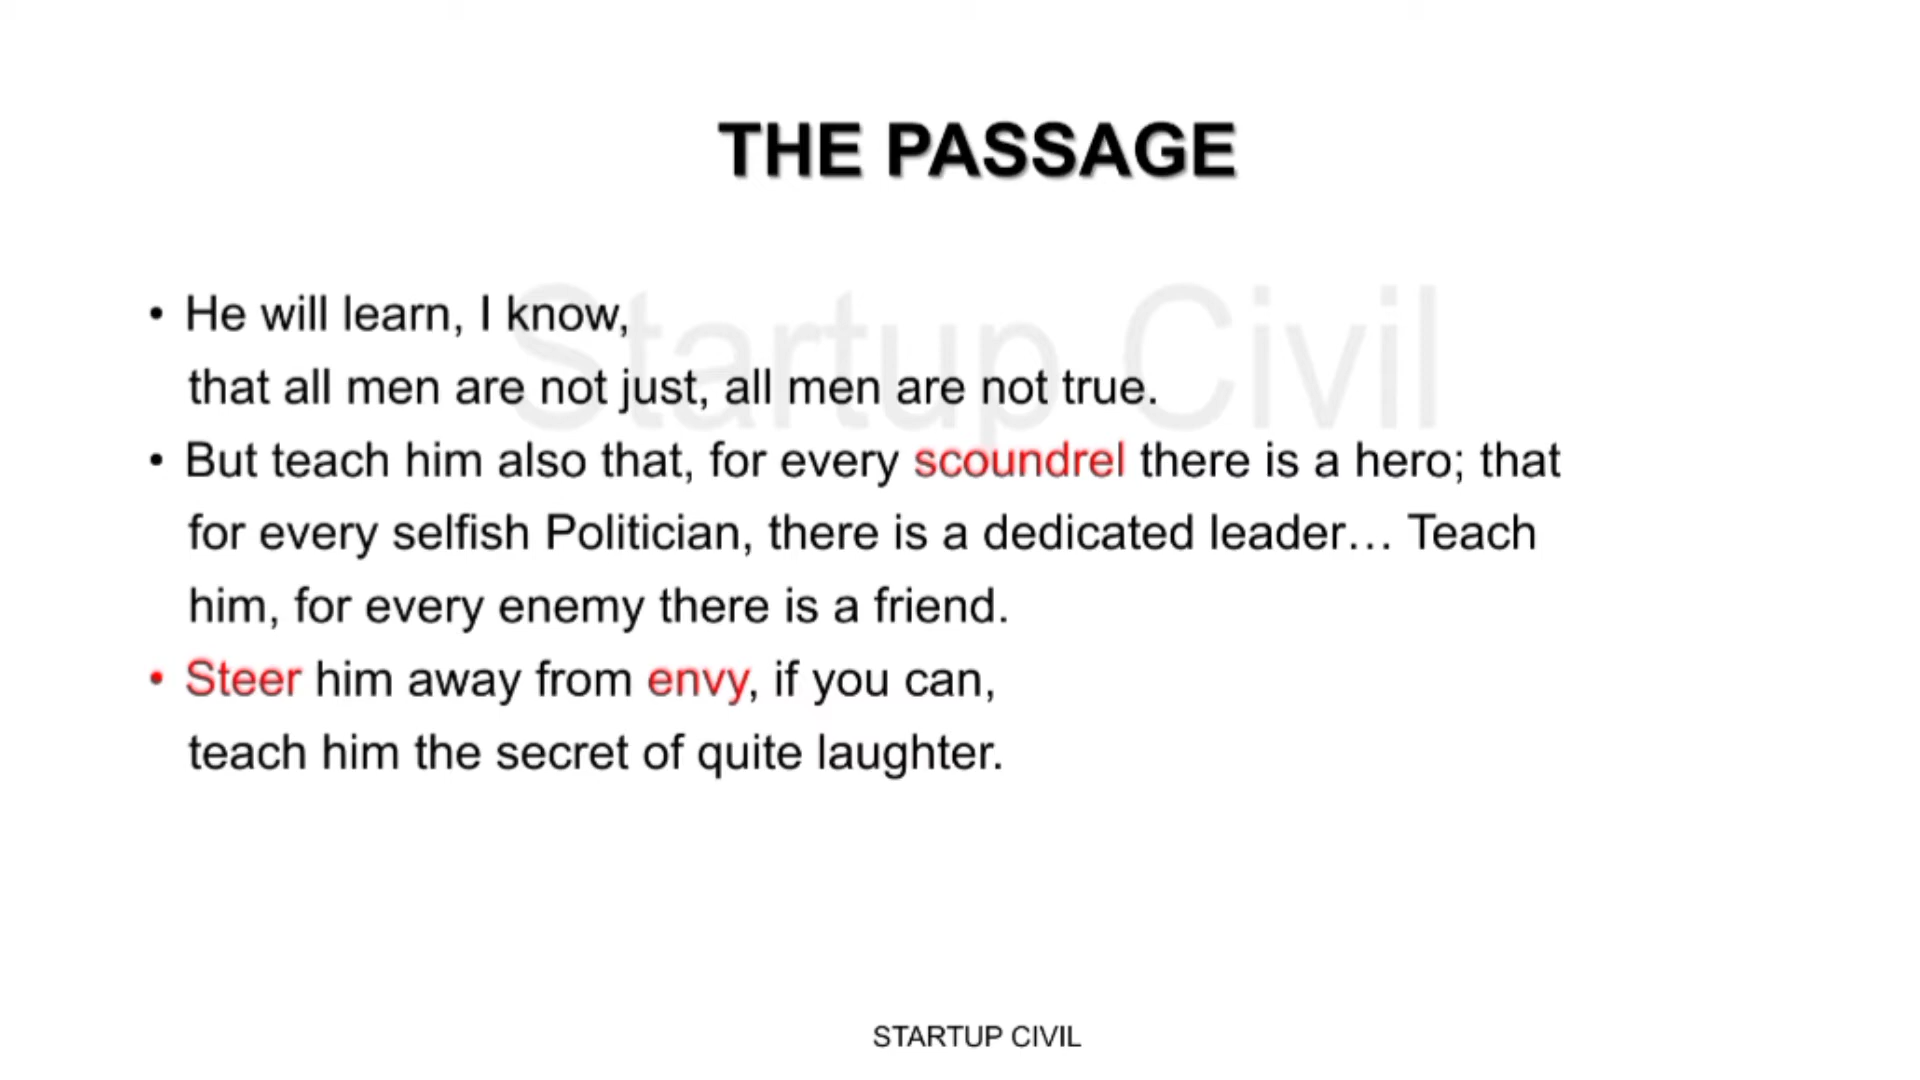 THE PASSAGE
Startup Civil
• He will learn, I know,
that all men are not just, all men are not true.
• But teach him also that, for every scoundrel there is a hero; that
for every selfish Politician, there is a dedicated leader… Teach
him, for every enemy there is a friend.
• Steer him away from envy, if you can,
teach him the secret of quite laughter.
STARTUP CIVIL